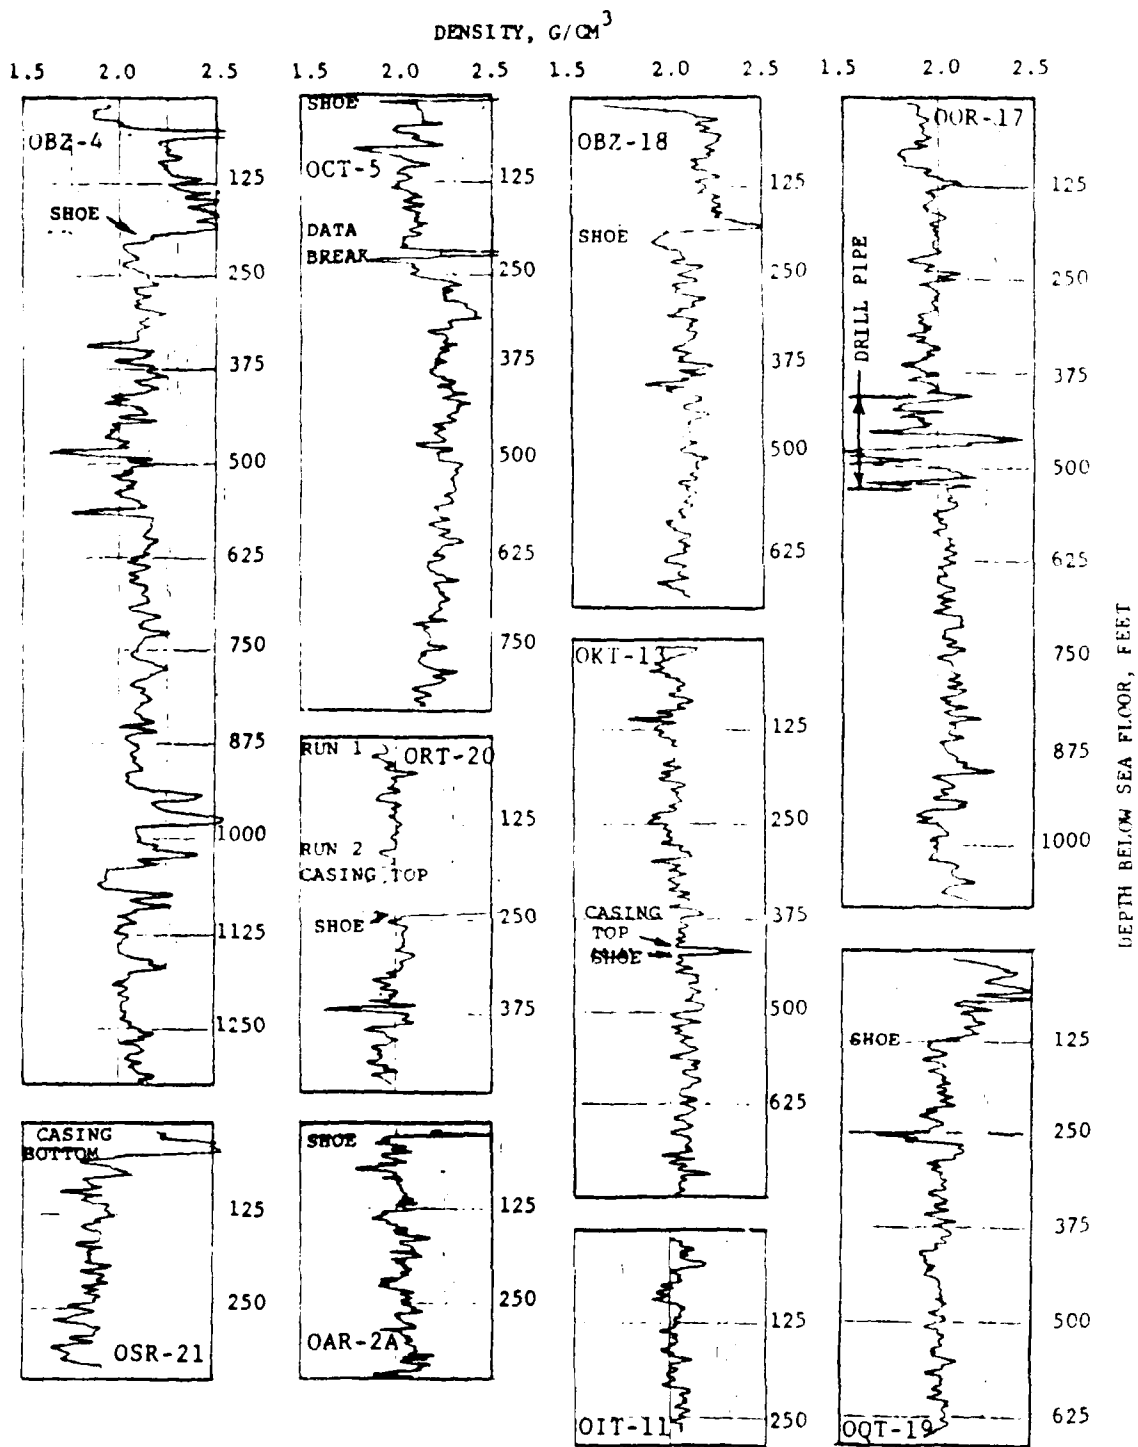 DENSITY, G/CM³
1.5 2.0 2.5 1.5 2.0 2.5 1.5 2.0 2.5 1.5 2.0 2.5
OBZ-4
125
SHOE
250
375
500
625
750
875
1000
1125
1250
SHOE
OCT-5
125
DATA
BREAK
250
375
500
625
750
OBZ-18
125
SHOE
250
375
500
625
OOR-17
125
250
DRILL PIPE
375
500
625
750
875
1000
DEPTH BELOW SEA FLOOR, FEET
RUN 1
ORT-20
125
RUN 2
CASING TOP
SHOE
250
375
OKT-13
125
250
375
CASING
TOP
SHOE
500
625
SHOE
125
250
375
500
625
OQT-19
CASING
BOTTOM
125
250
OSR-21
SHOE
125
250
OAR-2A
125
250
OIT-11